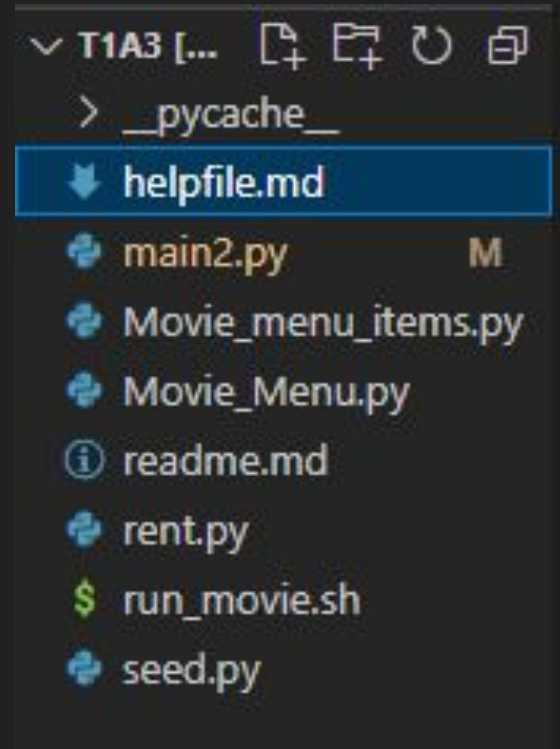 T1A3 [...
__pycache__
helpfile.md
main2.py M
Movie_menu_items.py
Movie_Menu.py
readme.md
rent.py
$ run_movie.sh
seed.py